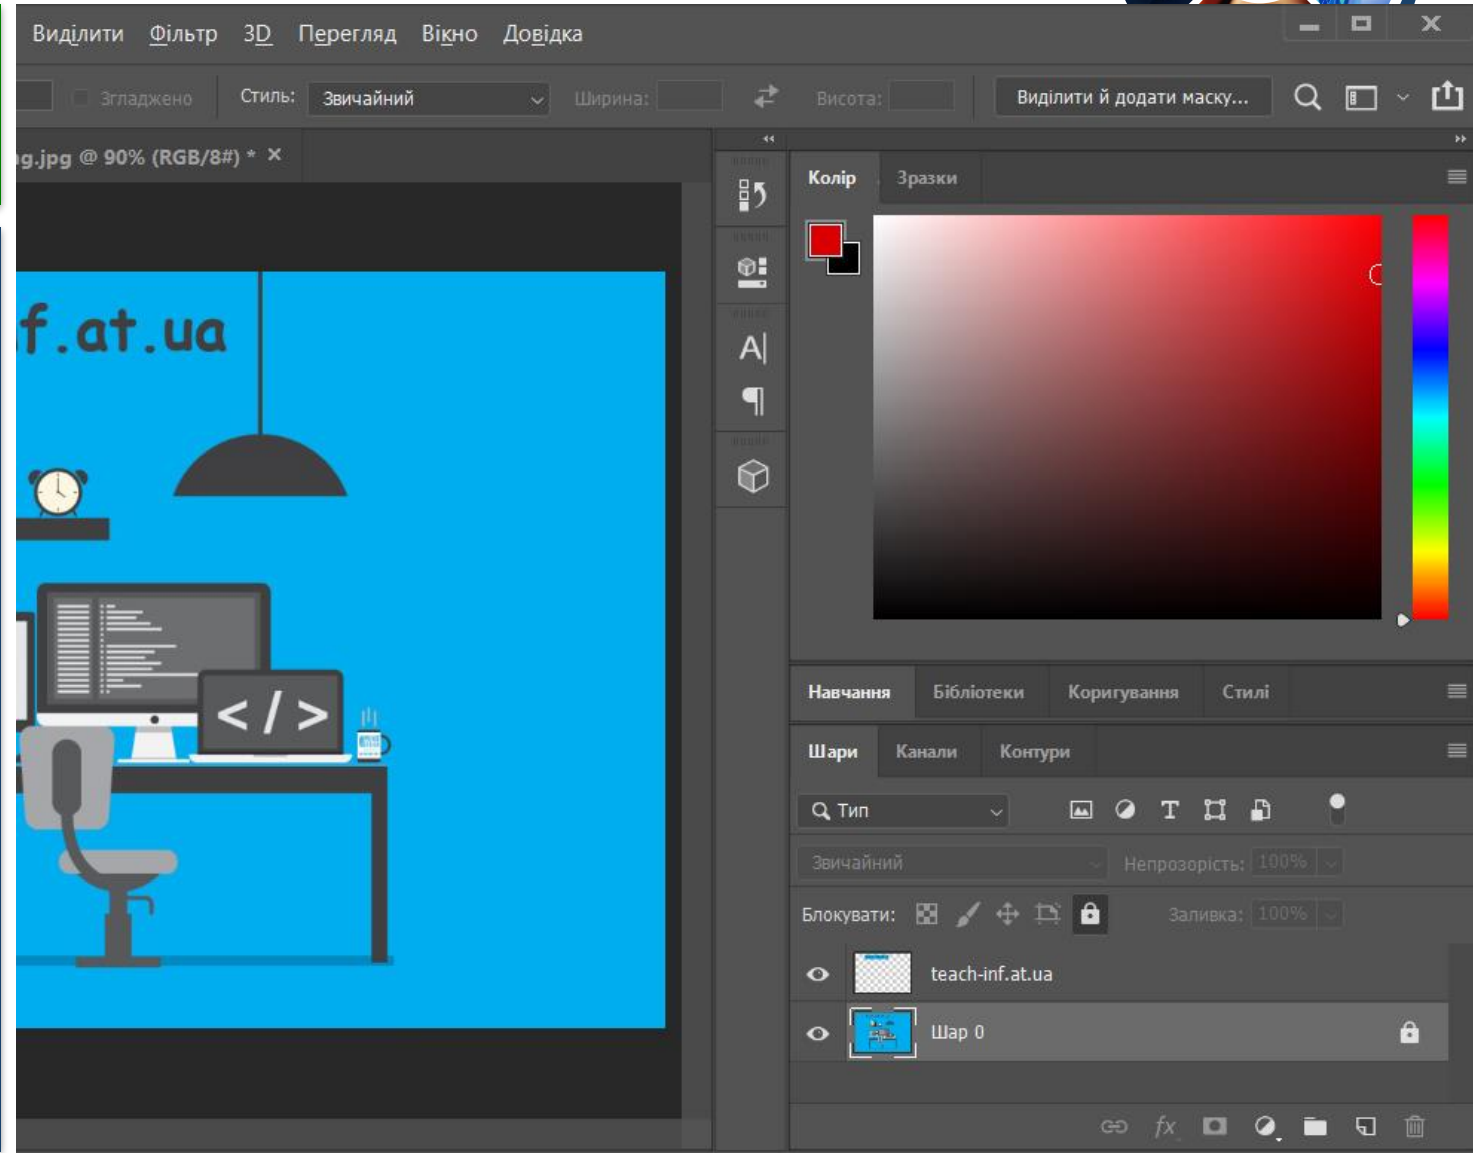 Виділити Фільтр 3D Перегляд Вікно Довідка
Згладжено Стиль: Звичайний Ширина: Висота: Виділити й додати маску...
g.jpg @ 90% (RGB/8#) * ×
f.at.ua
</>
Колір Зразки
Навчання Бібліотеки Коригування Стилі
Шари Канали Контури
Тип
Звичайний Непрозорість: 100%
Блокувати: Заливка: 100%
teach-inf.at.ua
Шар 0
fx